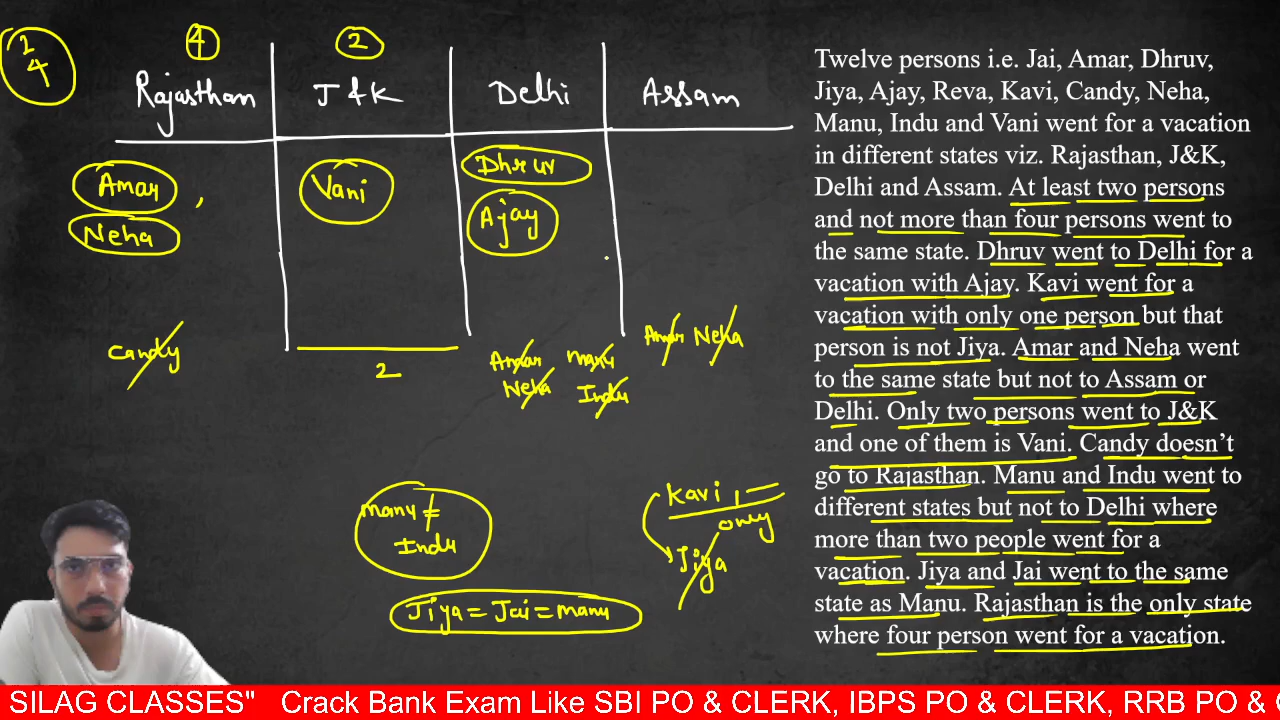 1
4
4
2
Rajasthan J&K Delhi Assam
Amar ,
Neha
Vani
Dhruv
Ajay
Candy
2
Amar Manu
Neha Indu
Amar Neha
Manu ≠
Indu
Kavi,
only
Jiya
Jiya = Jai = Manu
Twelve persons i.e. Jai, Amar, Dhruv,
Jiya, Ajay, Reva, Kavi, Candy, Neha,
Manu, Indu and Vani went for a vacation
in different states viz. Rajasthan, J&K,
Delhi and Assam. At least two persons
and not more than four persons went to
the same state. Dhruv went to Delhi for a
vacation with Ajay. Kavi went for a
vacation with only one person but that
person is not Jiya. Amar and Neha went
to the same state but not to Assam or
Delhi. Only two persons went to J&K
and one of them is Vani. Candy doesn't
go to Rajasthan. Manu and Indu went to
different states but not to Delhi where
more than two people went for a
vacation. Jiya and Jai went to the same
state as Manu. Rajasthan is the only state
where four person went for a vacation.
SILAG CLASSES" Crack Bank Exam Like SBI PO & CLERK, IBPS PO & CLERK, RRB PO &